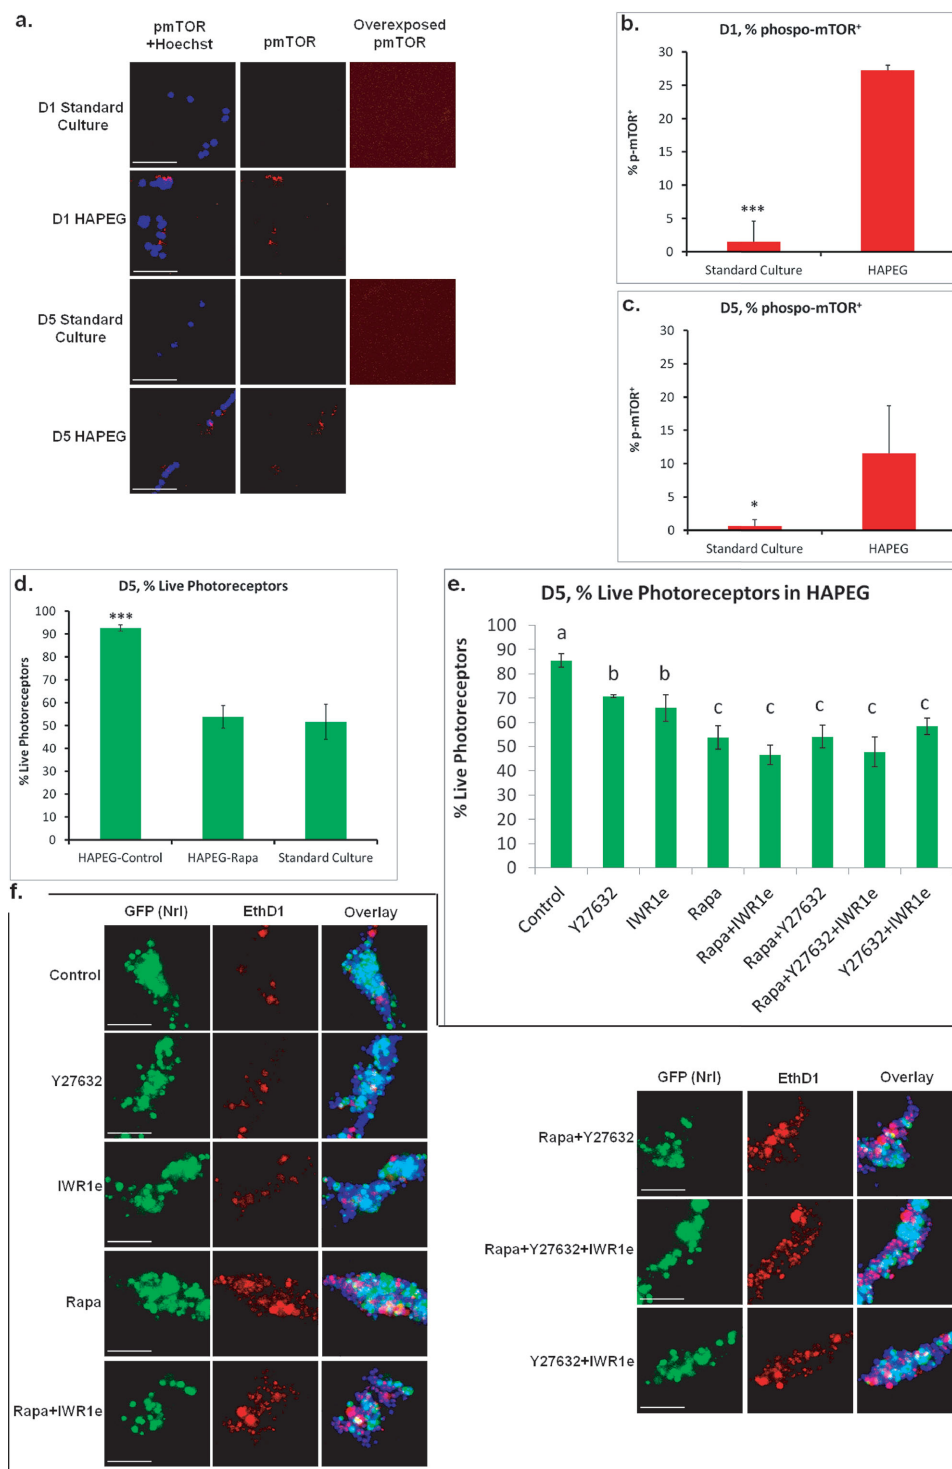 a.
pmTOR
+Hoechst
pmTOR
Overexposed
pmTOR
D1 Standard
Culture
D1 HAPEG
D5 Standard
Culture
D5 HAPEG
b.
D1, % phospo-mTOR⁺
% p-mTOR⁺
30
25
20
15
10
5
0
***
Standard Culture
HAPEG
c.
D5, % phospo-mTOR⁺
% p-mTOR⁺
30
25
20
15
10
5
0
*
Standard Culture
HAPEG
d.
D5, % Live Photoreceptors
% Live Photoreceptors
100
90
80
70
60
50
40
30
20
10
0
***
HAPEG-Control
HAPEG-Rapa
Standard Culture
e.
D5, % Live Photoreceptors in HAPEG
% Live Photoreceptors
100
90
80
70
60
50
40
30
20
10
0
a
b
b
c
c
c
c
c
Control
Y27632
IWR1e
Rapa
Rapa+IWR1e
Rapa+Y27632
Rapa+Y27632+IWR1e
Y27632+IWR1e
f.
GFP (Nrl)
EthD1
Overlay
Control
Y27632
IWR1e
Rapa
Rapa+IWR1e
GFP (Nrl)
EthD1
Overlay
Rapa+Y27632
Rapa+Y27632+IWR1e
Y27632+IWR1e